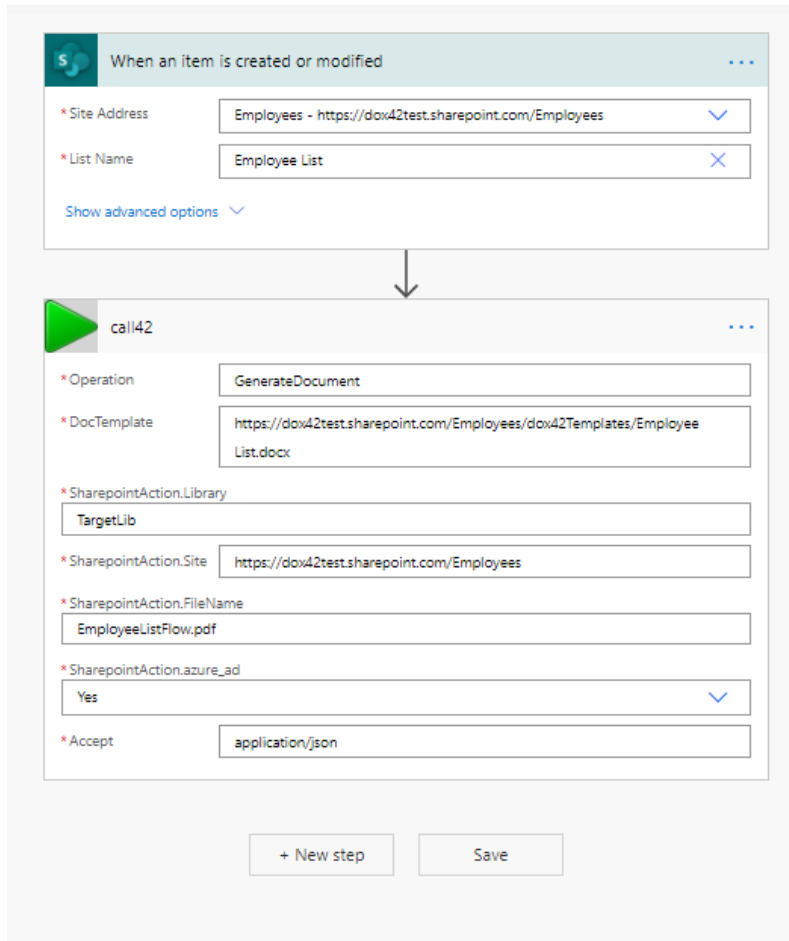 When an item is created or modified
* Site Address
Employees - https://dox42test.sharepoint.com/Employees
* List Name
Employee List
Show advanced options
call42
* Operation
GenerateDocument
* DocTemplate
https://dox42test.sharepoint.com/Employees/dox42Templates/Employee
List.docx
* SharepointAction.Library
TargetLib
* SharepointAction.Site
https://dox42test.sharepoint.com/Employees
* SharepointAction.FileName
EmployeeListFlow.pdf
* SharepointAction.azure_ad
Yes
* Accept
application/json
+ New step
Save